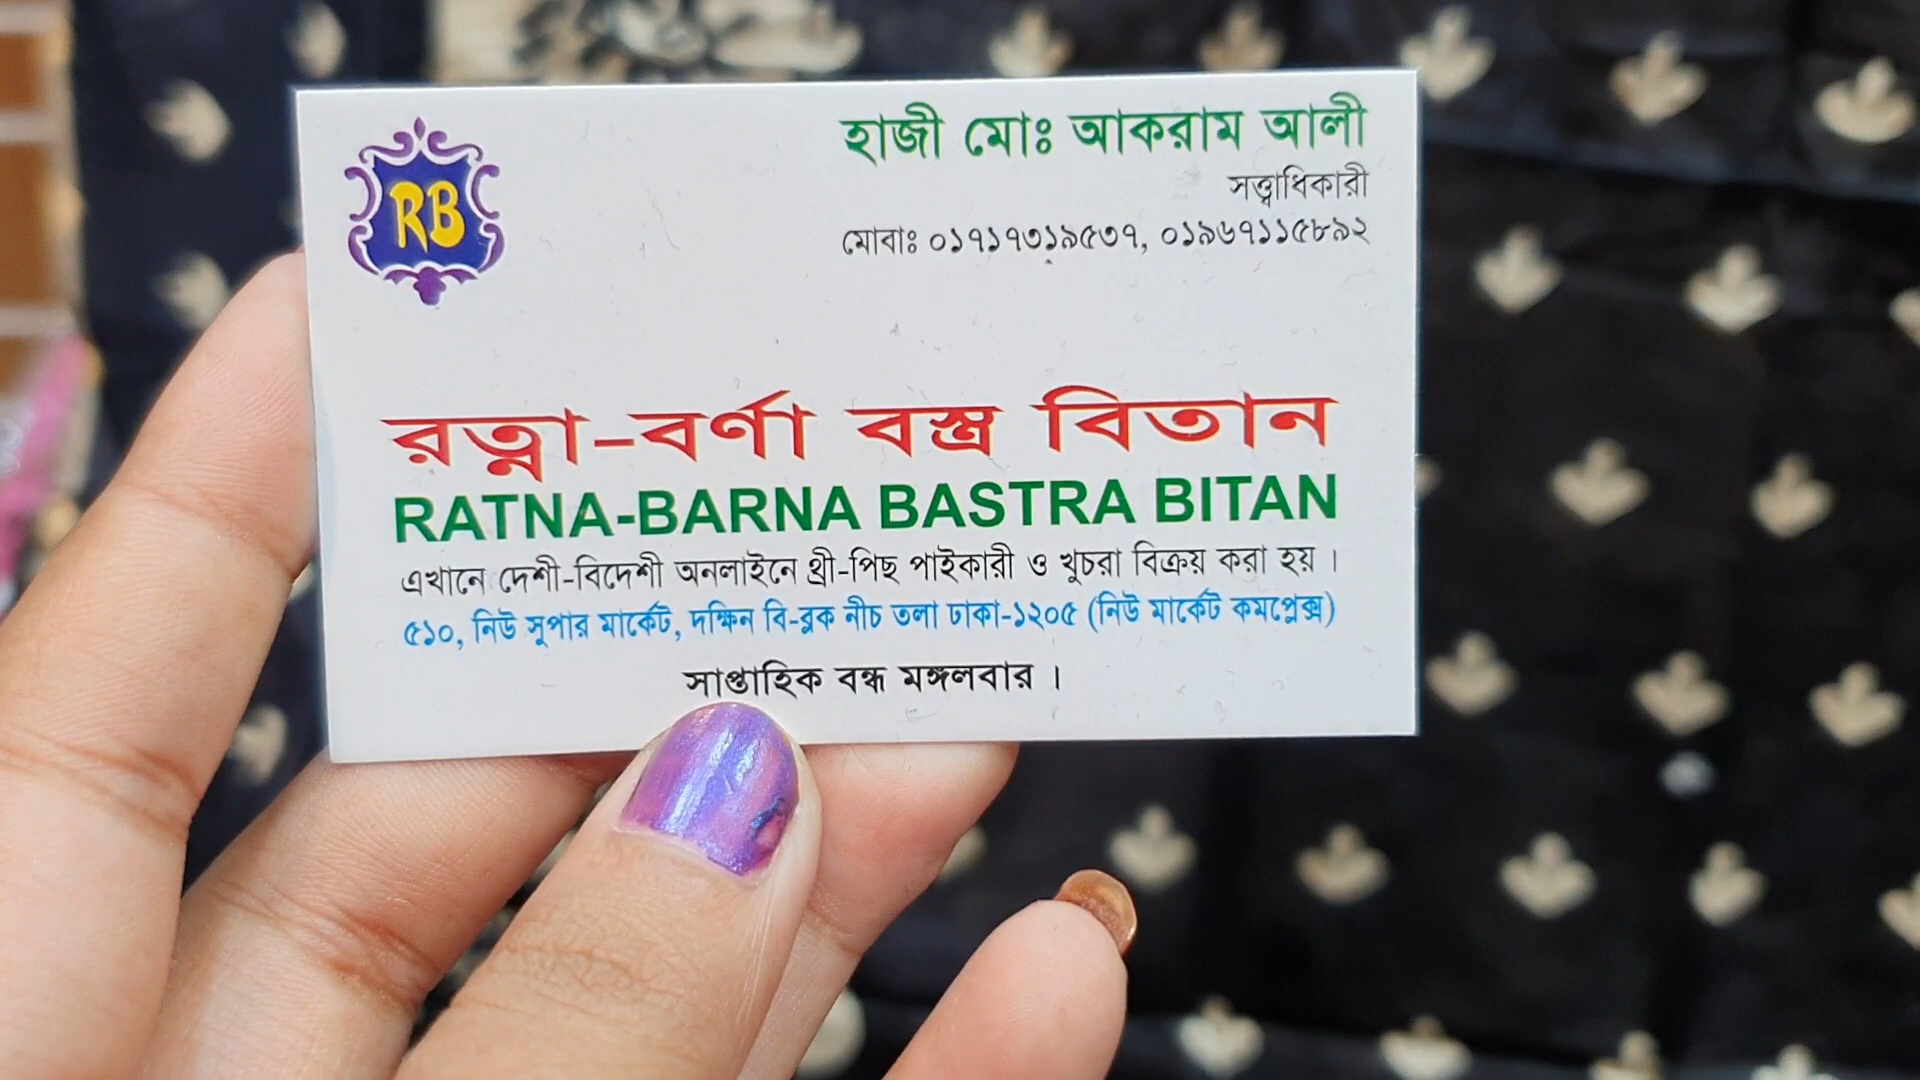 RB
হাজী মোঃ আকরাম আলী
সত্ত্বাধিকারী
মোবাঃ ০১৭১৭৩১৯৫৩৭, ০১৯৬৭১১৫৮৯২
রত্না-বর্ণা বস্ত্র বিতান
RATNA-BARNA BASTRA BITAN
এখানে দেশী-বিদেশী অনলাইনে থ্রী-পিছ পাইকারী ও খুচরা বিক্রয় করা হয় ।
৫১০, নিউ সুপার মার্কেট, দক্ষিন বি-ব্লক নীচ তলা ঢাকা-১২০৫ (নিউ মার্কেট কমপ্লেক্স)
সাপ্তাহিক বন্ধ মঙ্গলবার ।